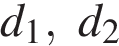 d₁, d₂